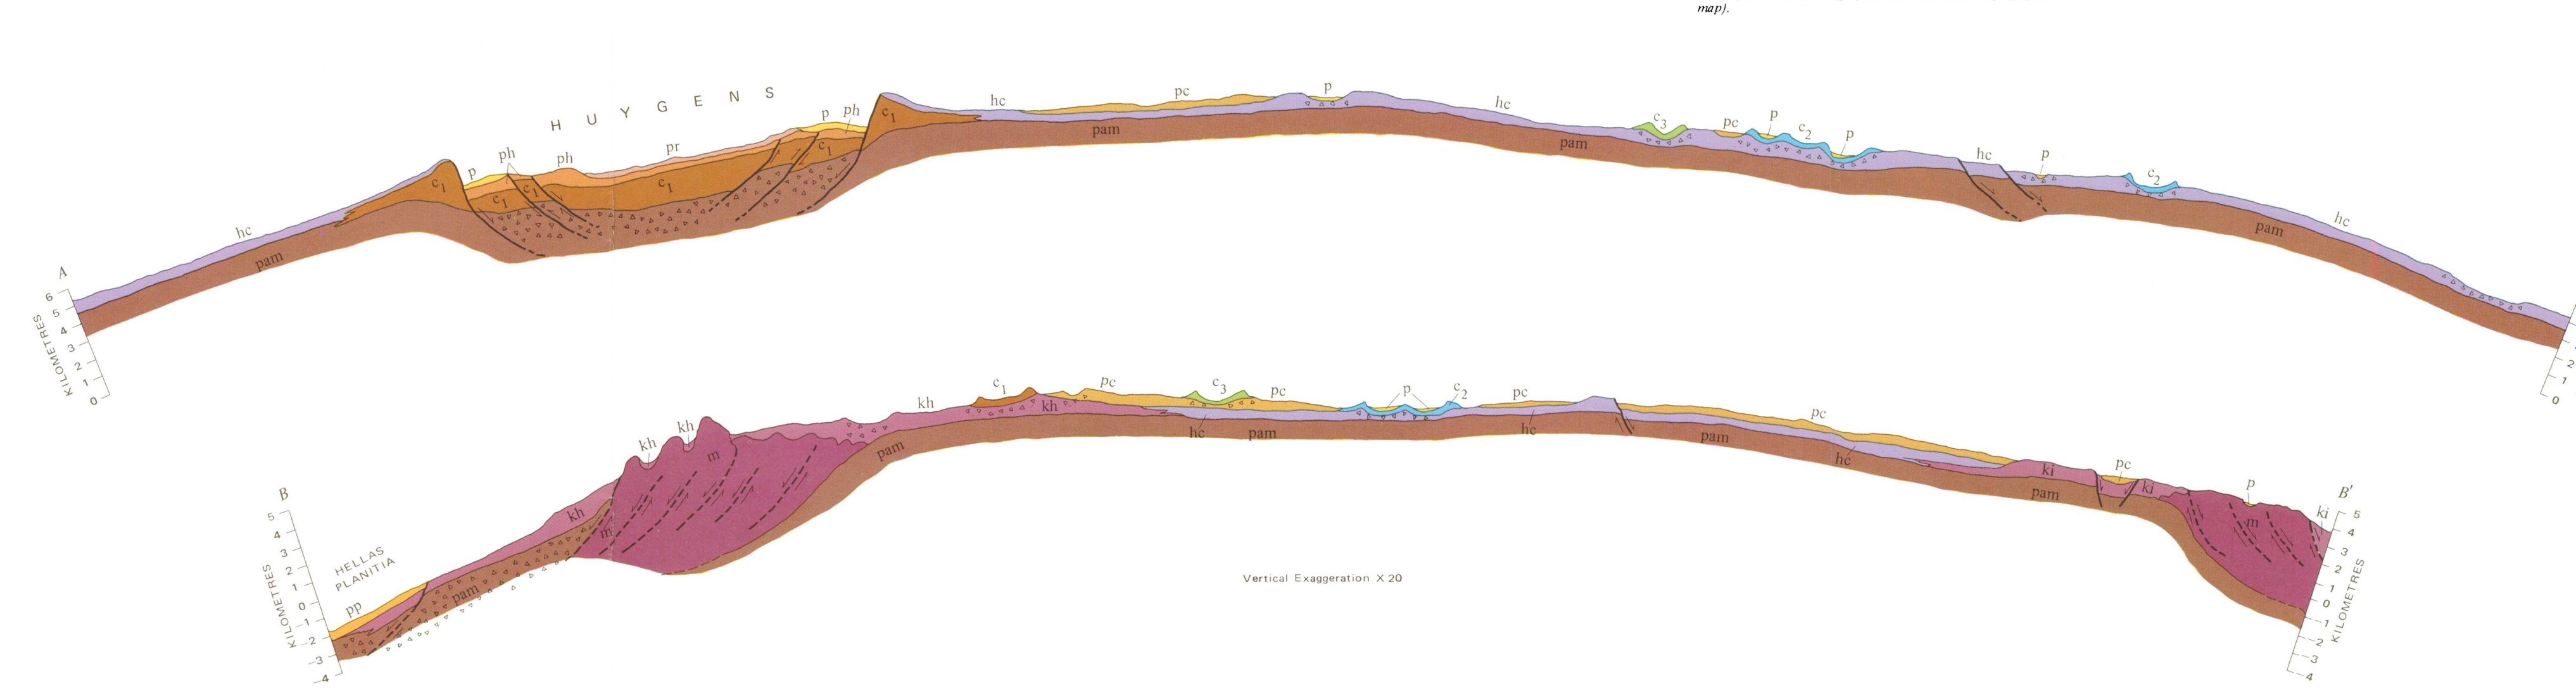 map).
H U Y G E N S
hc
pam
c1
p
ph
c1
c1
ph
pr
c1
p
ph
c1
c1
hc
pam
pc
p
hc
pam
c3
pc
p
c2
p
hc
p
c2
pam
hc
A
6
5
4
3
2
1
0
KILOMETRES
2
1
0
B
5
4
3
2
1
0
-1
-2
-3
-4
KILOMETRES
HELLAS
PLANITIA
pp
pam
kh
m
kh
kh
m
pam
kh
c1
kh
pc
c3
pc
hc
pam
p
c2
pc
hc
pam
pc
hc
ki
pam
pc
ki
p
m
ki
B'
5
4
3
2
1
0
-1
-2
-3
-4
KILOMETRES
Vertical Exaggeration X 20